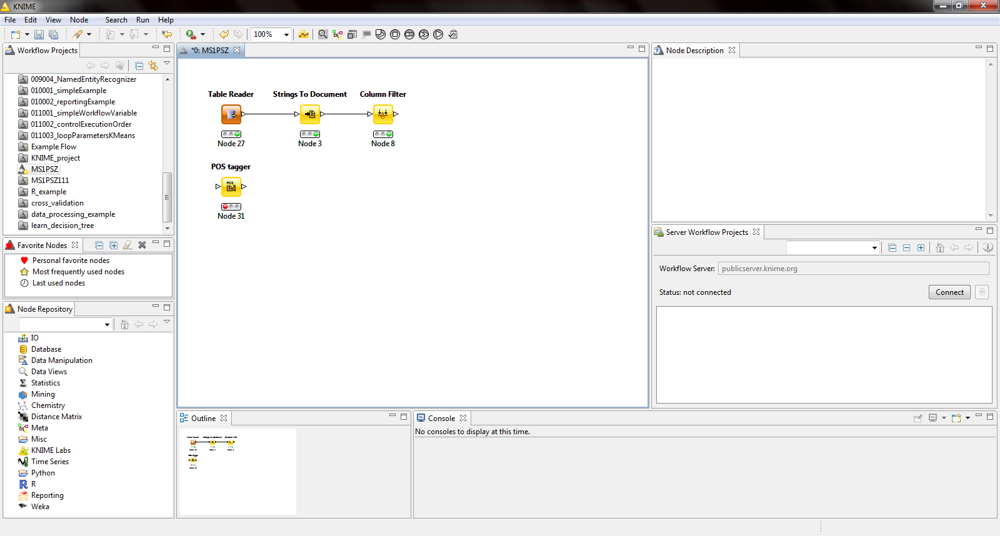 KNIME
File Edit View Node Search Run Help
100%
Workflow Projects
009004_NamedEntityRecognizer
010001_simpleExample
010002_reportingExample
011001_simpleWorkflowVariable
011002_controlExecutionOrder
011003_loopParametersKMeans
Example Flow
KNIME_project
MS1PSZ
MS1PSZ111
R_example
cross_validation
data_processing_example
learn_decision_tree
Favorite Nodes
Personal favorite nodes
Most frequently used nodes
Last used nodes
Node Repository
IO
Database
Data Manipulation
Data Views
Statistics
Mining
Chemistry
Distance Matrix
Meta
Misc
KNIME Labs
Time Series
Python
R
Reporting
Weka
*0: MS1PSZ
Table Reader Strings To Document Column Filter
Node 27 Node 3 Node 8
POS tagger
POS
Node 31
Outline
Console
No consoles to display at this time.
Node Description
Server Workflow Projects
Workflow Server: publicserver.knime.org
Status: not connected Connect